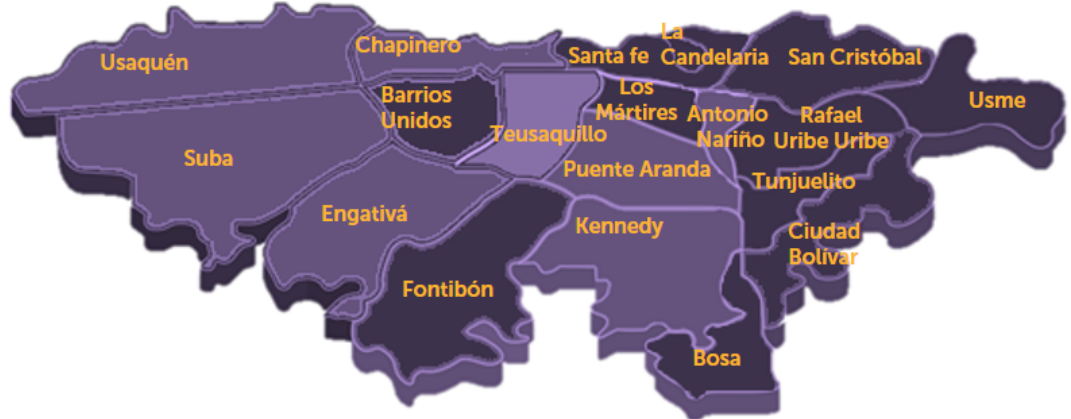 Usaquén
Chapinero
Santa fe
La
Candelaria
San Cristóbal
Barrios
Unidos
Los
Mártires
Antonio
Nariño
Rafael
Uribe Uribe
Usme
Teusaquillo
Suba
Puente Aranda
Tunjuelito
Engativá
Kennedy
Ciudad
Bolívar
Fontibón
Bosa